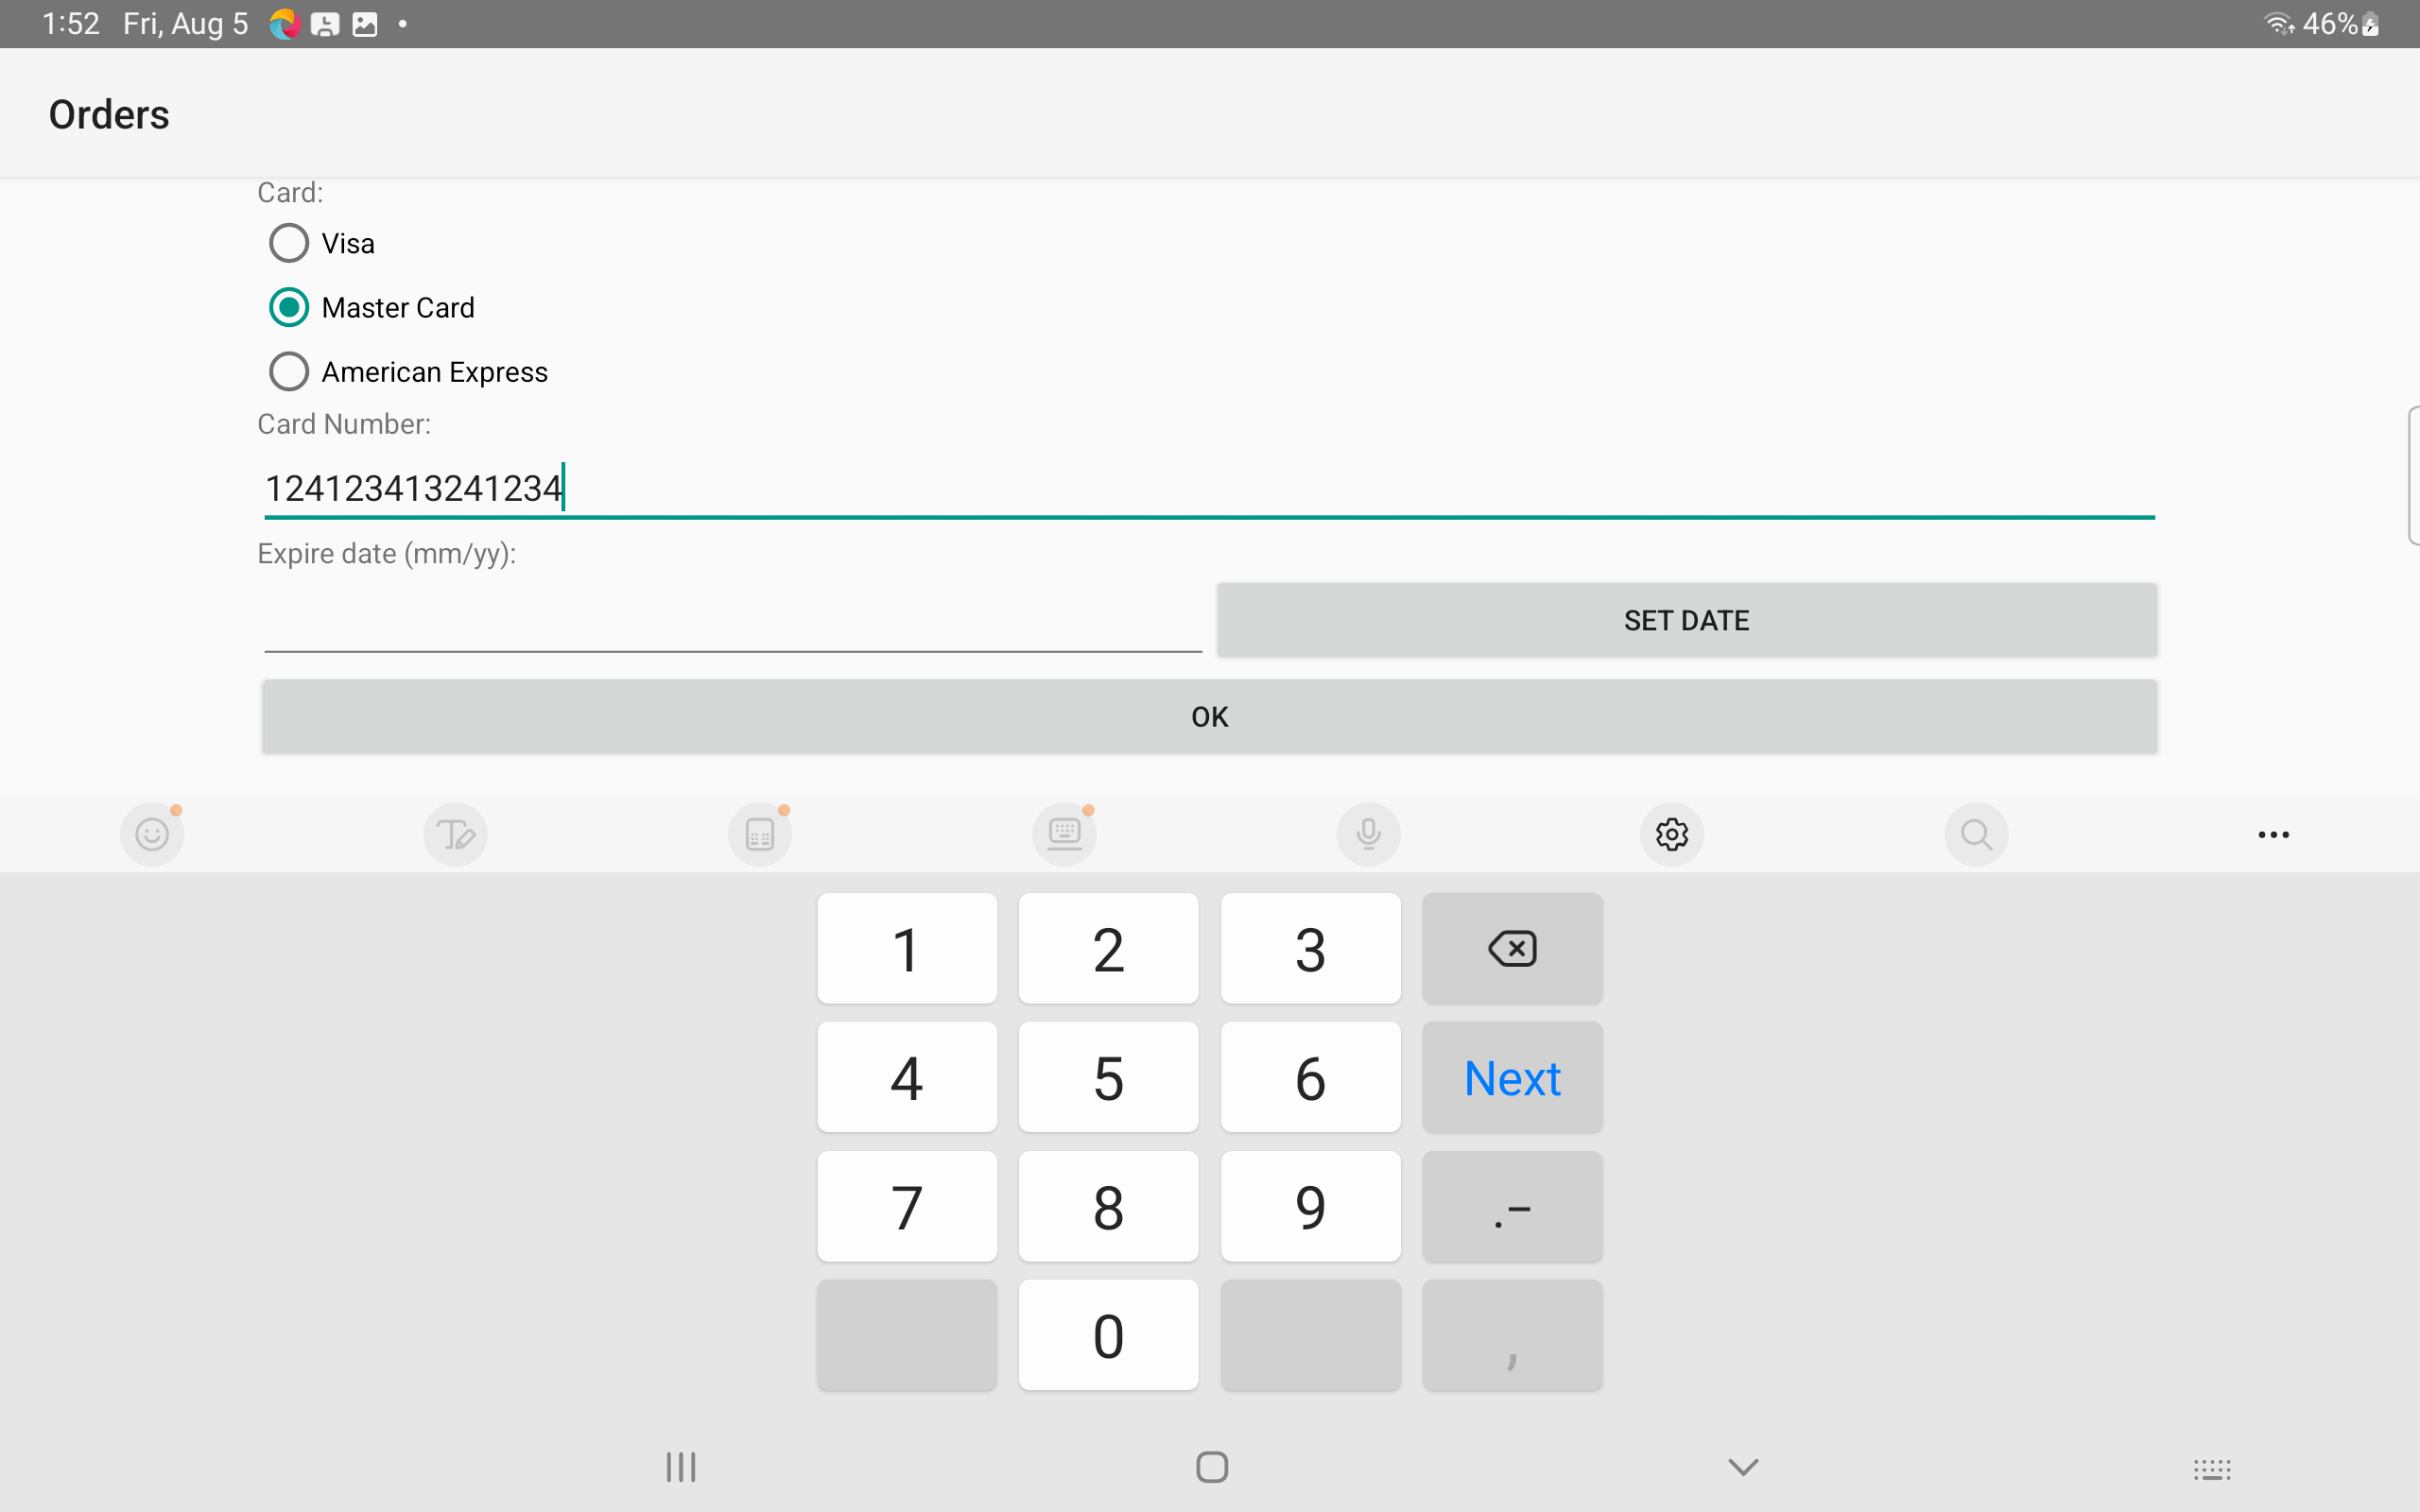 1:52 Fri, Aug 5 46%
Orders
Card:
Visa
Master Card
American Express
Card Number:
124123413241234
Expire date (mm/yy):
SET DATE
OK
1 2 3
4 5 6 Next
7 8 9 .-
0 ,